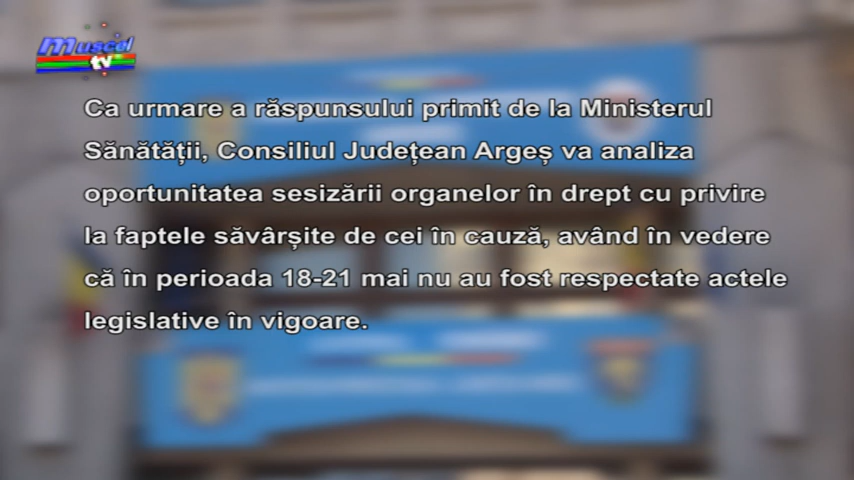 Muscel
tv
Ca urmare a răspunsului primit de la Ministerul
Sănătății, Consiliul Județean Argeș va analiza
oportunitatea sesizării organelor în drept cu privire
la faptele săvârșite de cei în cauză, având în vedere
că în perioada 18-21 mai nu au fost respectate actele
legislative în vigoare.